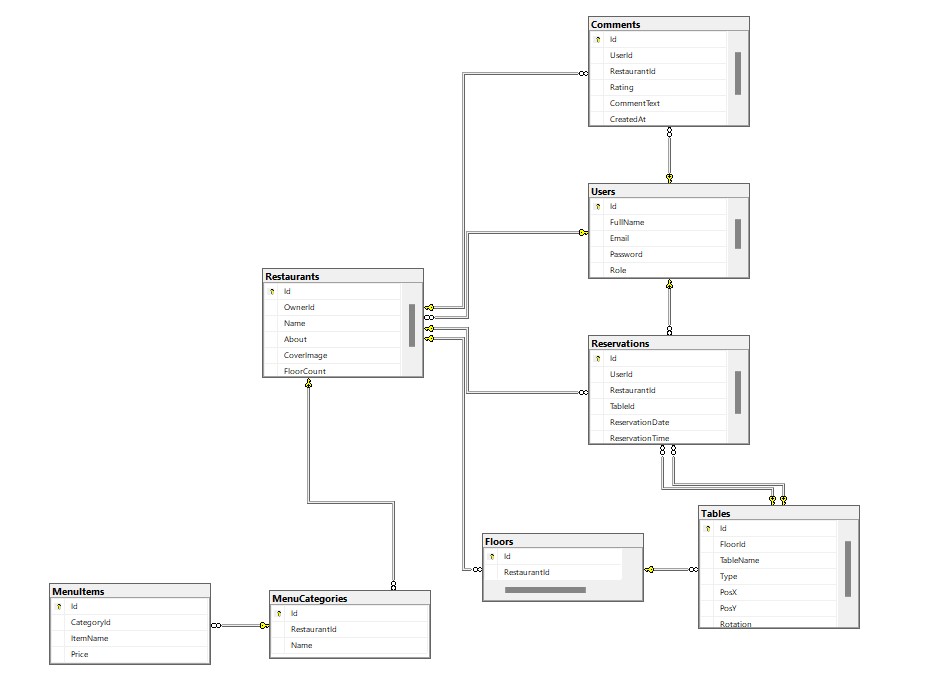 Comments
Id
UserId
RestaurantId
Rating
CommentText
CreatedAt
Users
Id
FullName
Email
Password
Role
Restaurants
Id
OwnerId
Name
About
CoverImage
FloorCount
Reservations
Id
UserId
RestaurantId
TableId
ReservationDate
ReservationTime
Tables
Id
FloorId
TableName
Type
PosX
PosY
Rotation
Floors
Id
RestaurantId
MenuItems
Id
CategoryId
ItemName
Price
MenuCategories
Id
RestaurantId
Name